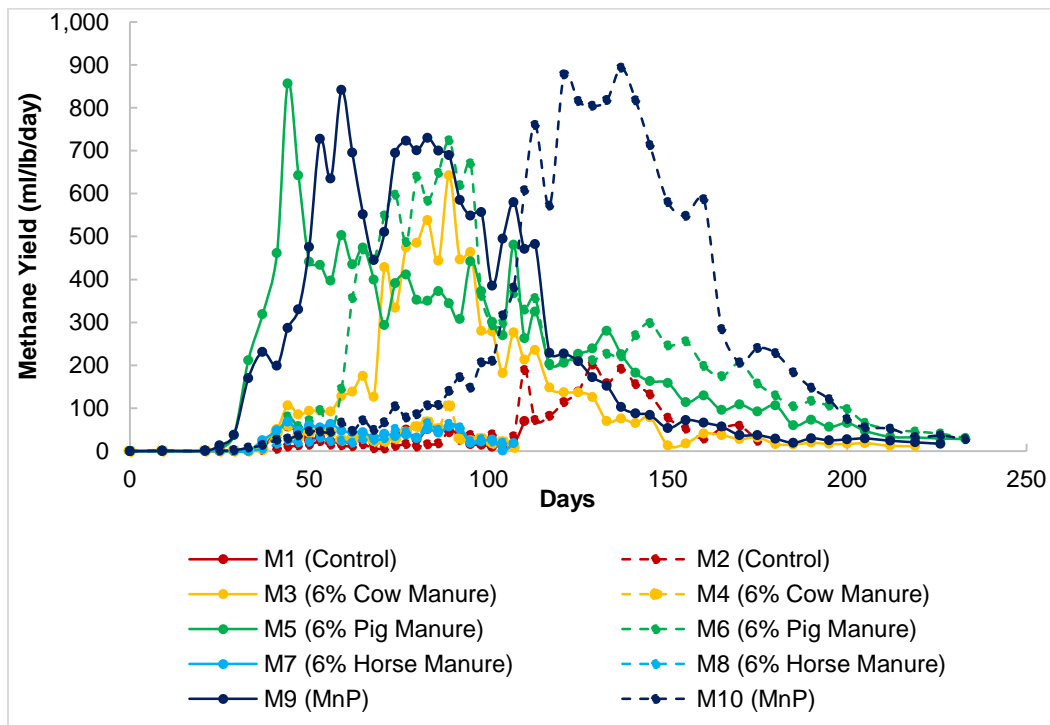 1,000
900
800
700
600
500
400
300
200
100
0
Methane Yield (ml/lb/day)
0 50 100 150 200 250
Days
M1 (Control) M2 (Control)
M3 (6% Cow Manure) M4 (6% Cow Manure)
M5 (6% Pig Manure) M6 (6% Pig Manure)
M7 (6% Horse Manure) M8 (6% Horse Manure)
M9 (MnP) M10 (MnP)